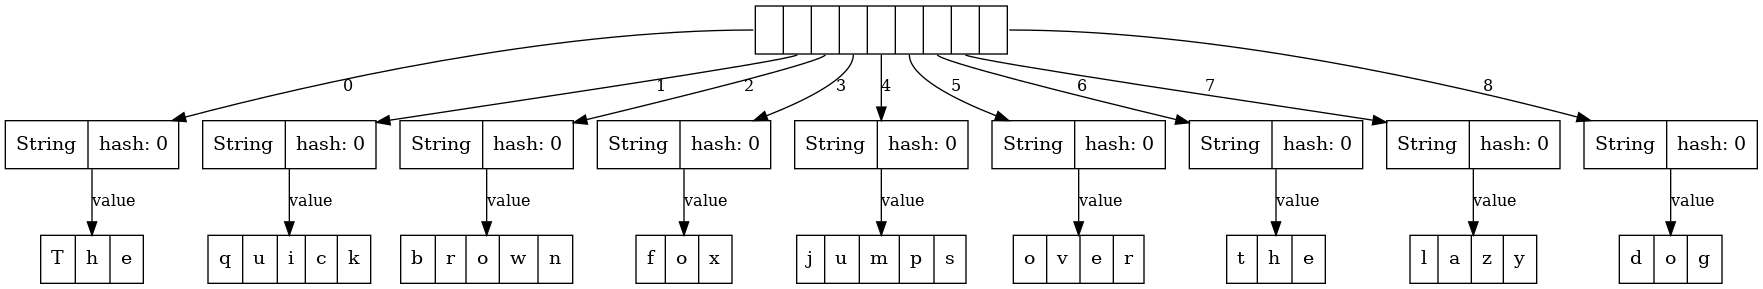 0 1 2 3 4 5 6 7 8
String hash: 0 String hash: 0 String hash: 0 String hash: 0 String hash: 0 String hash: 0 String hash: 0 String hash: 0 String hash: 0
value value value value value value value value value
T h e q u i c k b r o w n f o x j u m p s o v e r t h e l a z y d o g